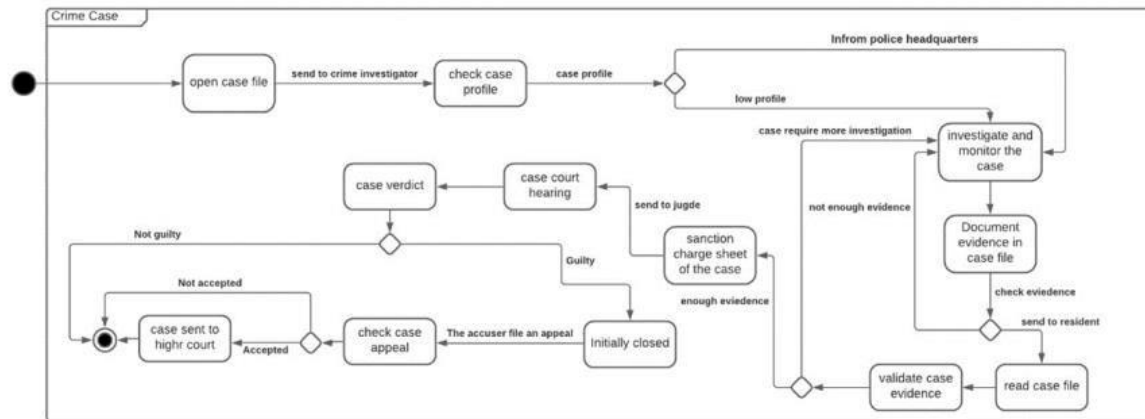 Crime Case
Infrom police headquarters
open case file
send to crime investigator
check case
profile
case profile
low profile
case require more investigation
investigate and
monitor the
case
case verdict
case court
hearing
send to jugde
not enough evidence
Document
evidence in
case file
sanction
charge sheet
of the case
Not guilty
Guilty
enough eviedence
check eviedence
send to resident
Not accepted
case sent to
highr court
Accepted
check case
appeal
The accuser file an appeal
Initially closed
validate case
evidence
read case file